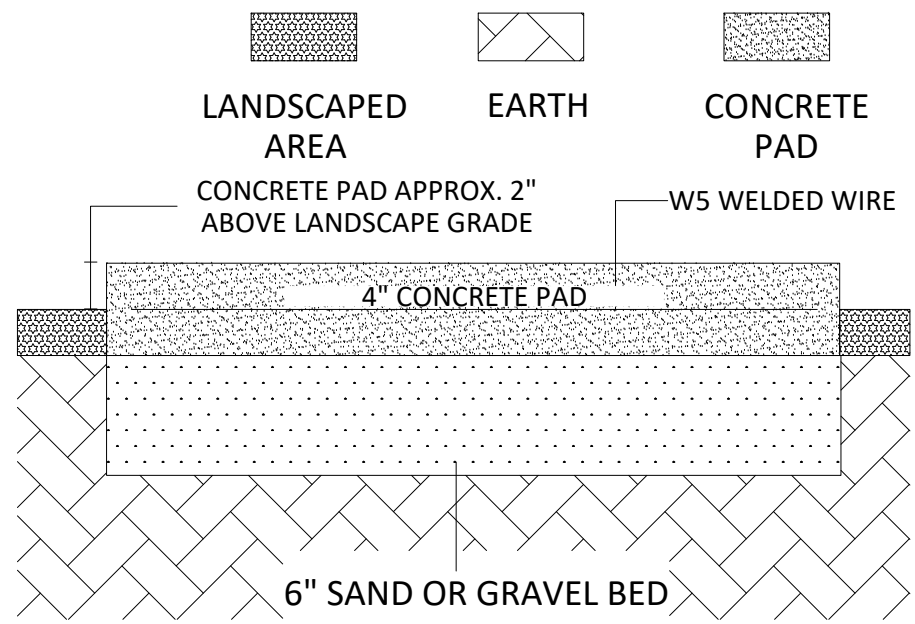 LANDSCAPED
AREA
EARTH
CONCRETE
PAD
CONCRETE PAD APPROX. 2"
ABOVE LANDSCAPE GRADE
W5 WELDED WIRE
4" CONCRETE PAD
6" SAND OR GRAVEL BED